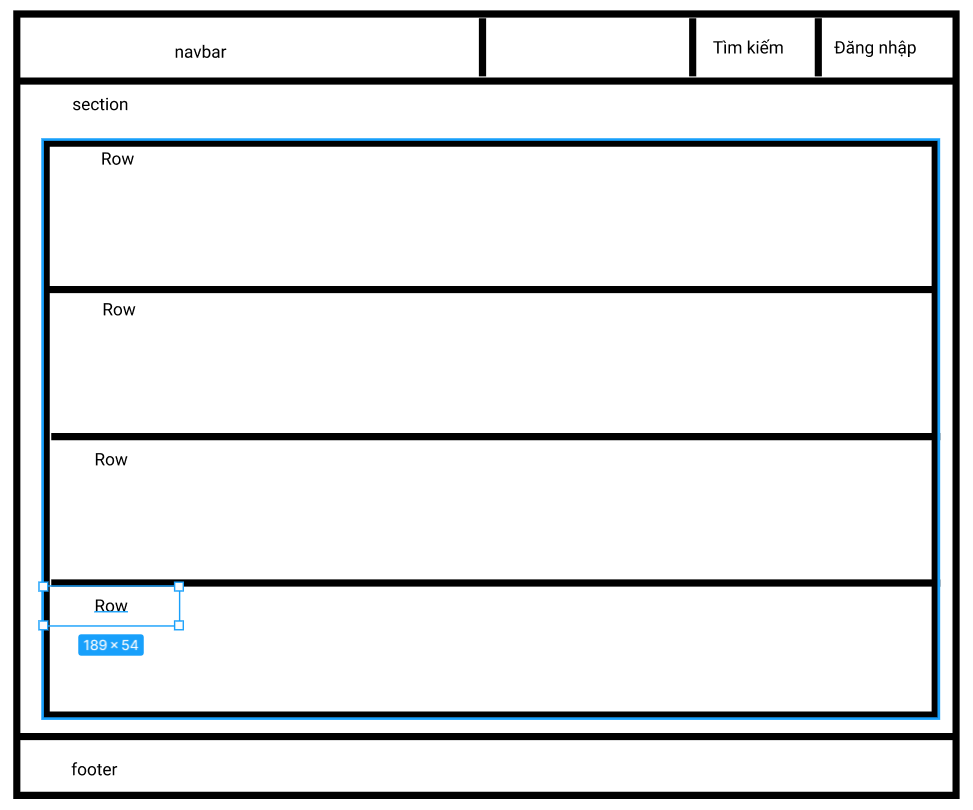 navbar
Tìm kiếm
Đăng nhập
section
Row
Row
Row
Row
189 × 54
footer